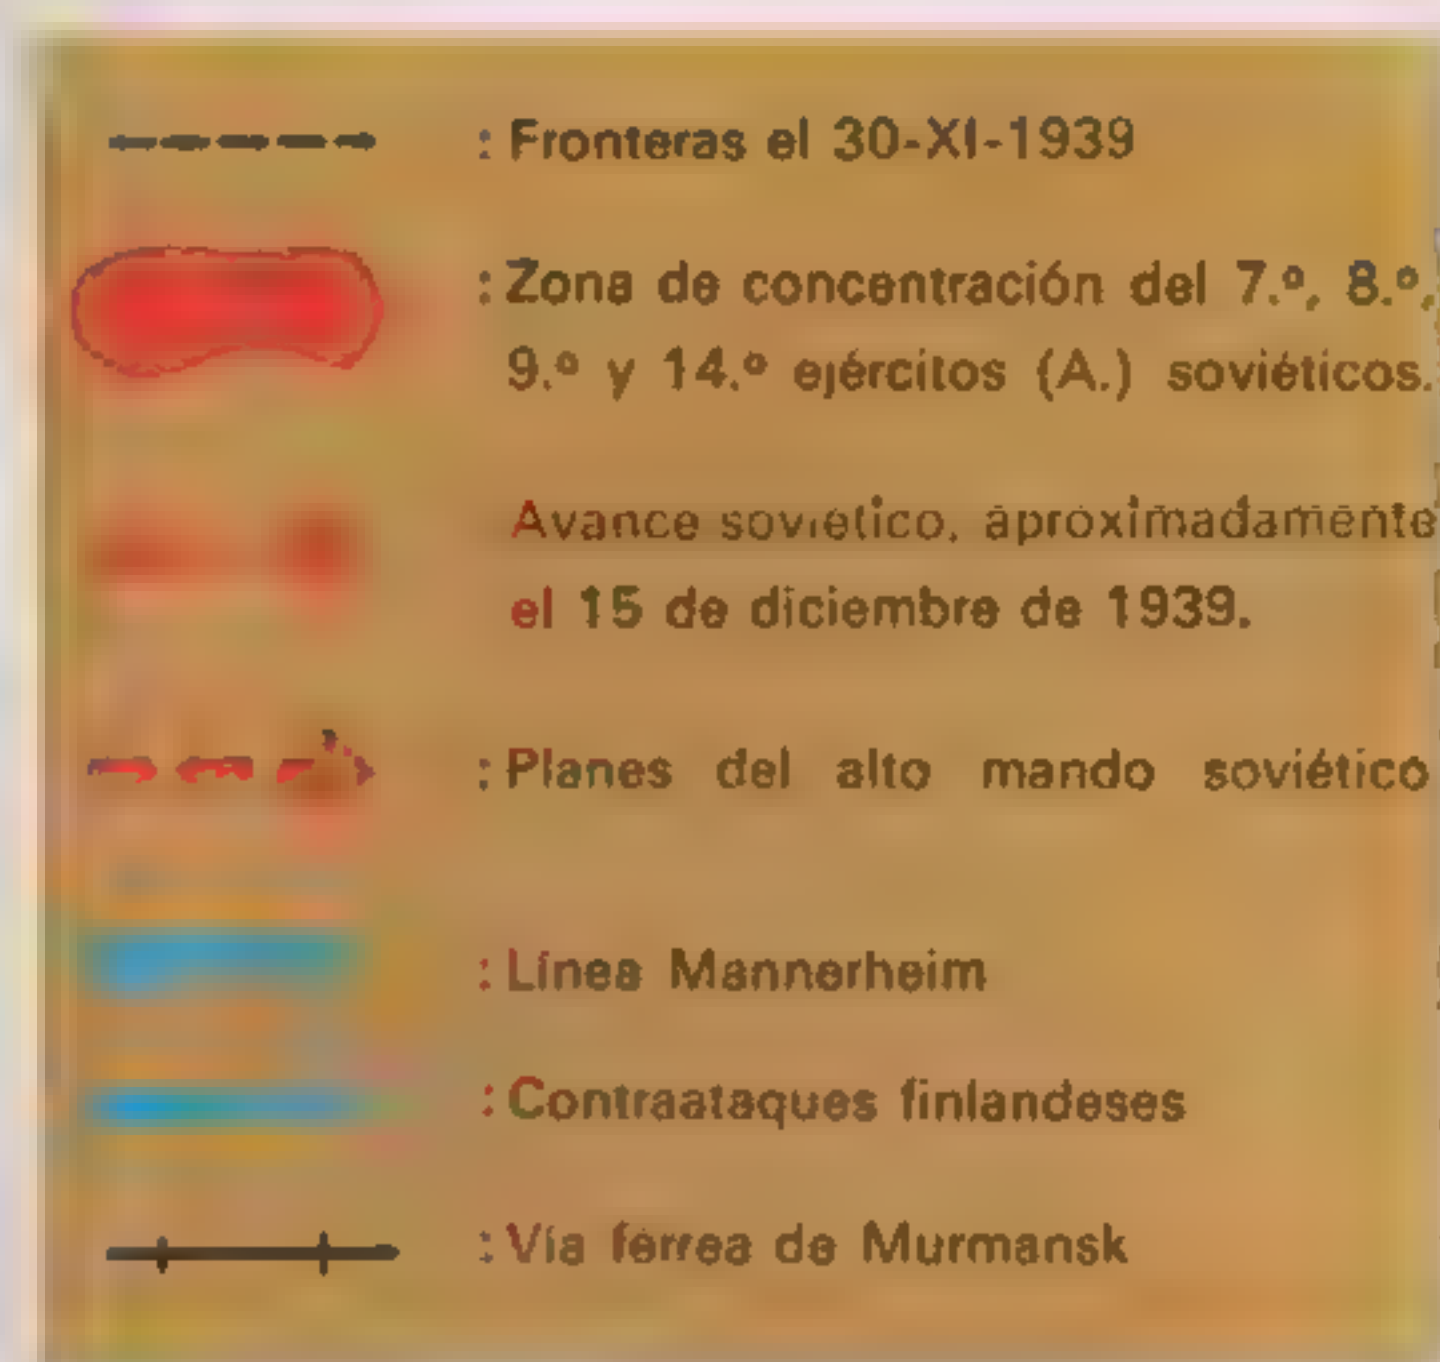 : Fronteras el 30-XI-1939
: Zona de concentración del 7.º, 8.º,
9.º y 14.º ejércitos (A.) soviéticos.
Avance soviético, aproximadamente
el 15 de diciembre de 1939.
: Planes del alto mando soviético
: Línea Mannerheim
: Contraataques finlandeses
: Vía férrea de Murmansk